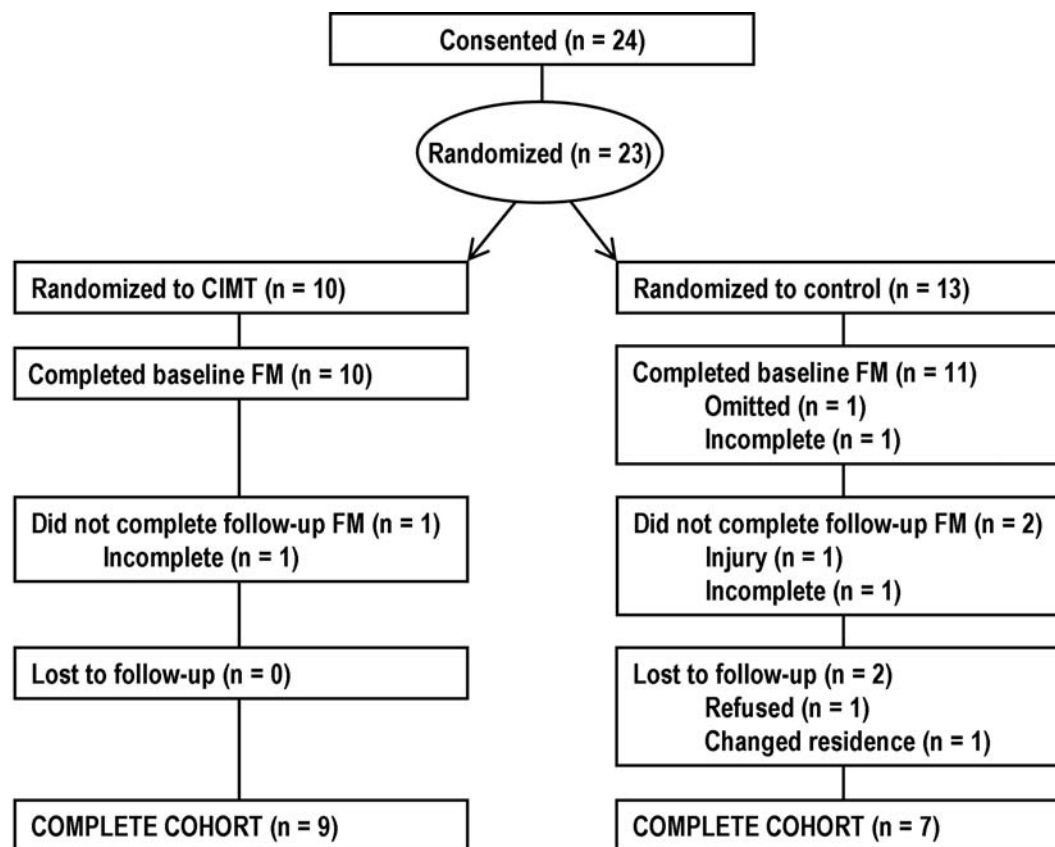 Consented (n = 24)
Randomized (n = 23)
Randomized to CIMT (n = 10)
Completed baseline FM (n = 10)
Did not complete follow-up FM (n = 1)
Incomplete (n = 1)
Lost to follow-up (n = 0)
COMPLETE COHORT (n = 9)
Randomized to control (n = 13)
Completed baseline FM (n = 11)
Omitted (n = 1)
Incomplete (n = 1)
Did not complete follow-up FM (n = 2)
Injury (n = 1)
Incomplete (n = 1)
Lost to follow-up (n = 2)
Refused (n = 1)
Changed residence (n = 1)
COMPLETE COHORT (n = 7)